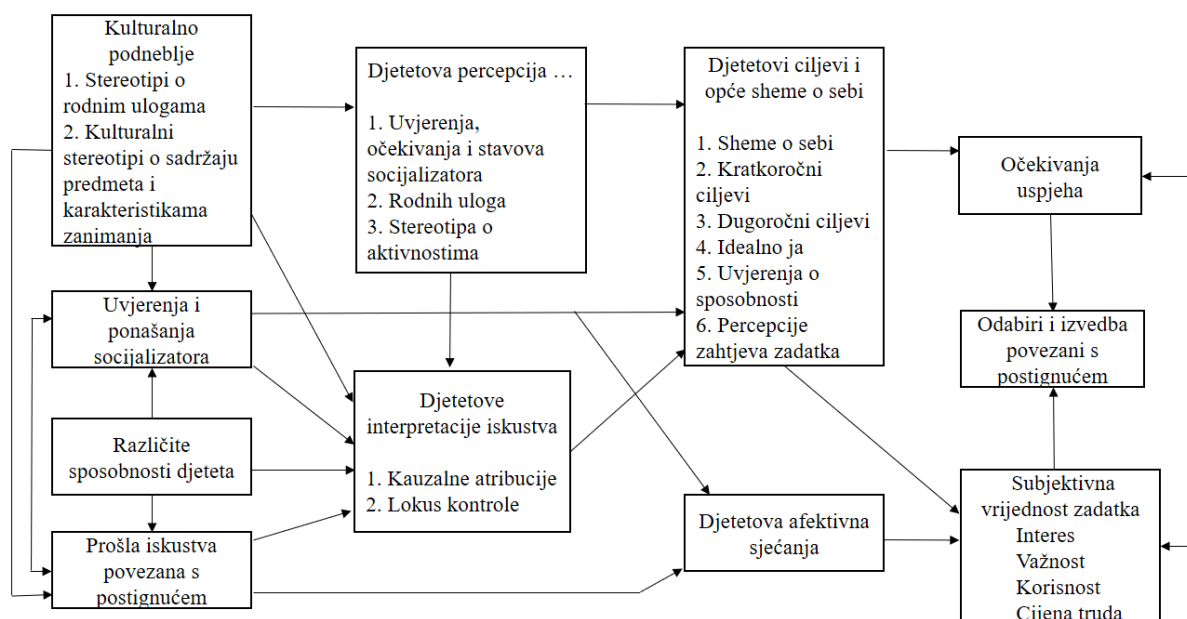 Kulturalno
podneblje
1. Stereotipi o
rodnim ulogama
2. Kulturalni
stereotipi o sadržaju
predmeta i
karakteristikama
zanimanja
Uvjerenja i
ponašanja
socijalizatora
Različite
sposobnosti djeteta
Prošla iskustva
povezana s
postignućem
Djetetova percepcija …
1. Uvjerenja,
očekivanja i stavova
socijalizatora
2. Rodnih uloga
3. Stereotipa o
aktivnostima
Djetetove
interpretacije iskustva
1. Kauzalne atribucije
2. Lokus kontrole
Djetetovi ciljevi i
opće sheme o sebi
1. Sheme o sebi
2. Kratkoročni
ciljevi
3. Dugoročni ciljevi
4. Idealno ja
5. Uvjerenja o
sposobnosti
6. Percepcije
zahtjeva zadatka
Djetetova afektivna
sjećanja
Očekivanja
uspjeha
Odabiri i izvedba
povezani s
postignućem
Subjektivna
vrijednost zadatka
Interes
Važnost
Korisnost
Cijena truda